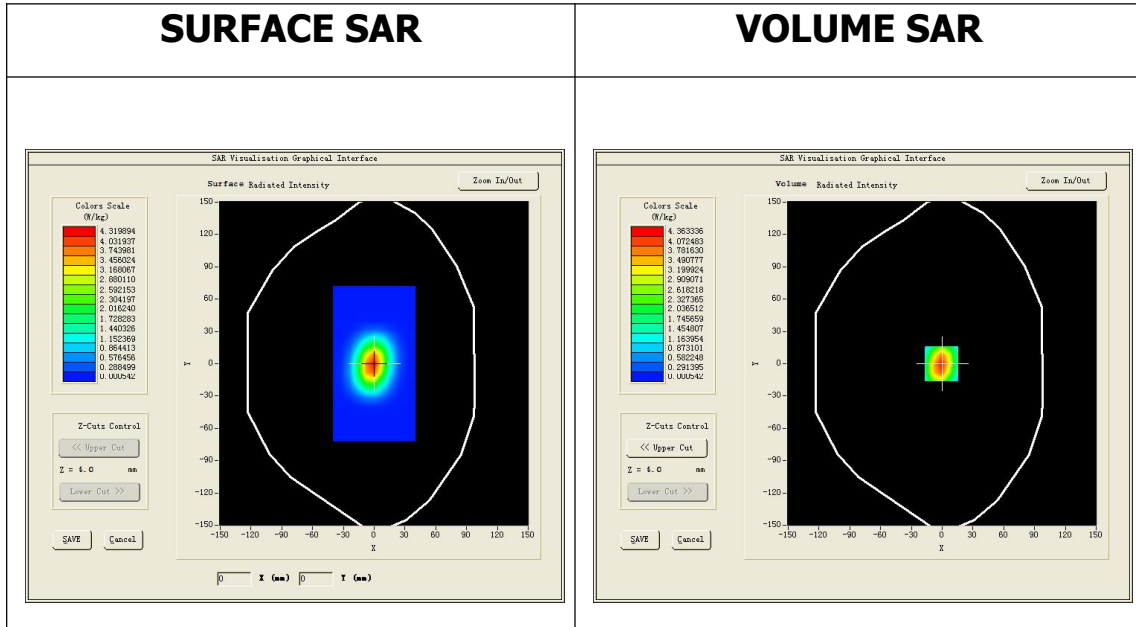 SURFACE SAR
VOLUME SAR
SAR Visualisation Graphical Interface
Surface Radiated Intensity
Zoom In/Out
Colors Scale
(W/kg)
4.319894
4.031937
3.743981
3.456024
3.168067
2.880110
2.592153
2.304197
2.016240
1.728283
1.440326
1.152369
0.864413
0.576456
0.288499
0.000542
Z-Cuts Control
<< Upper Cut
Z = 4.0 mm
Lower Cut >>
SAVE
Cancel
150
120
90
60
30
0
-30
-60
-90
-120
-150
Y
-150 -120 -90 -60 -30 0 30 60 90 120 150
X
0 X (mm) 0 Y (mm)
SAR Visualisation Graphical Interface
Volume Radiated Intensity
Zoom In/Out
Colors Scale
(W/kg)
4.363336
4.072483
3.781630
3.490777
3.199924
2.909071
2.618218
2.327365
2.036512
1.745659
1.454807
1.163954
0.873101
0.582248
0.291395
0.000542
Z-Cuts Control
<< Upper Cut
Z = 4.0 mm
Lower Cut >>
SAVE
Cancel
150
120
90
60
30
0
-30
-60
-90
-120
-150
Y
-150 -120 -90 -60 -30 0 30 60 90 120 150
X